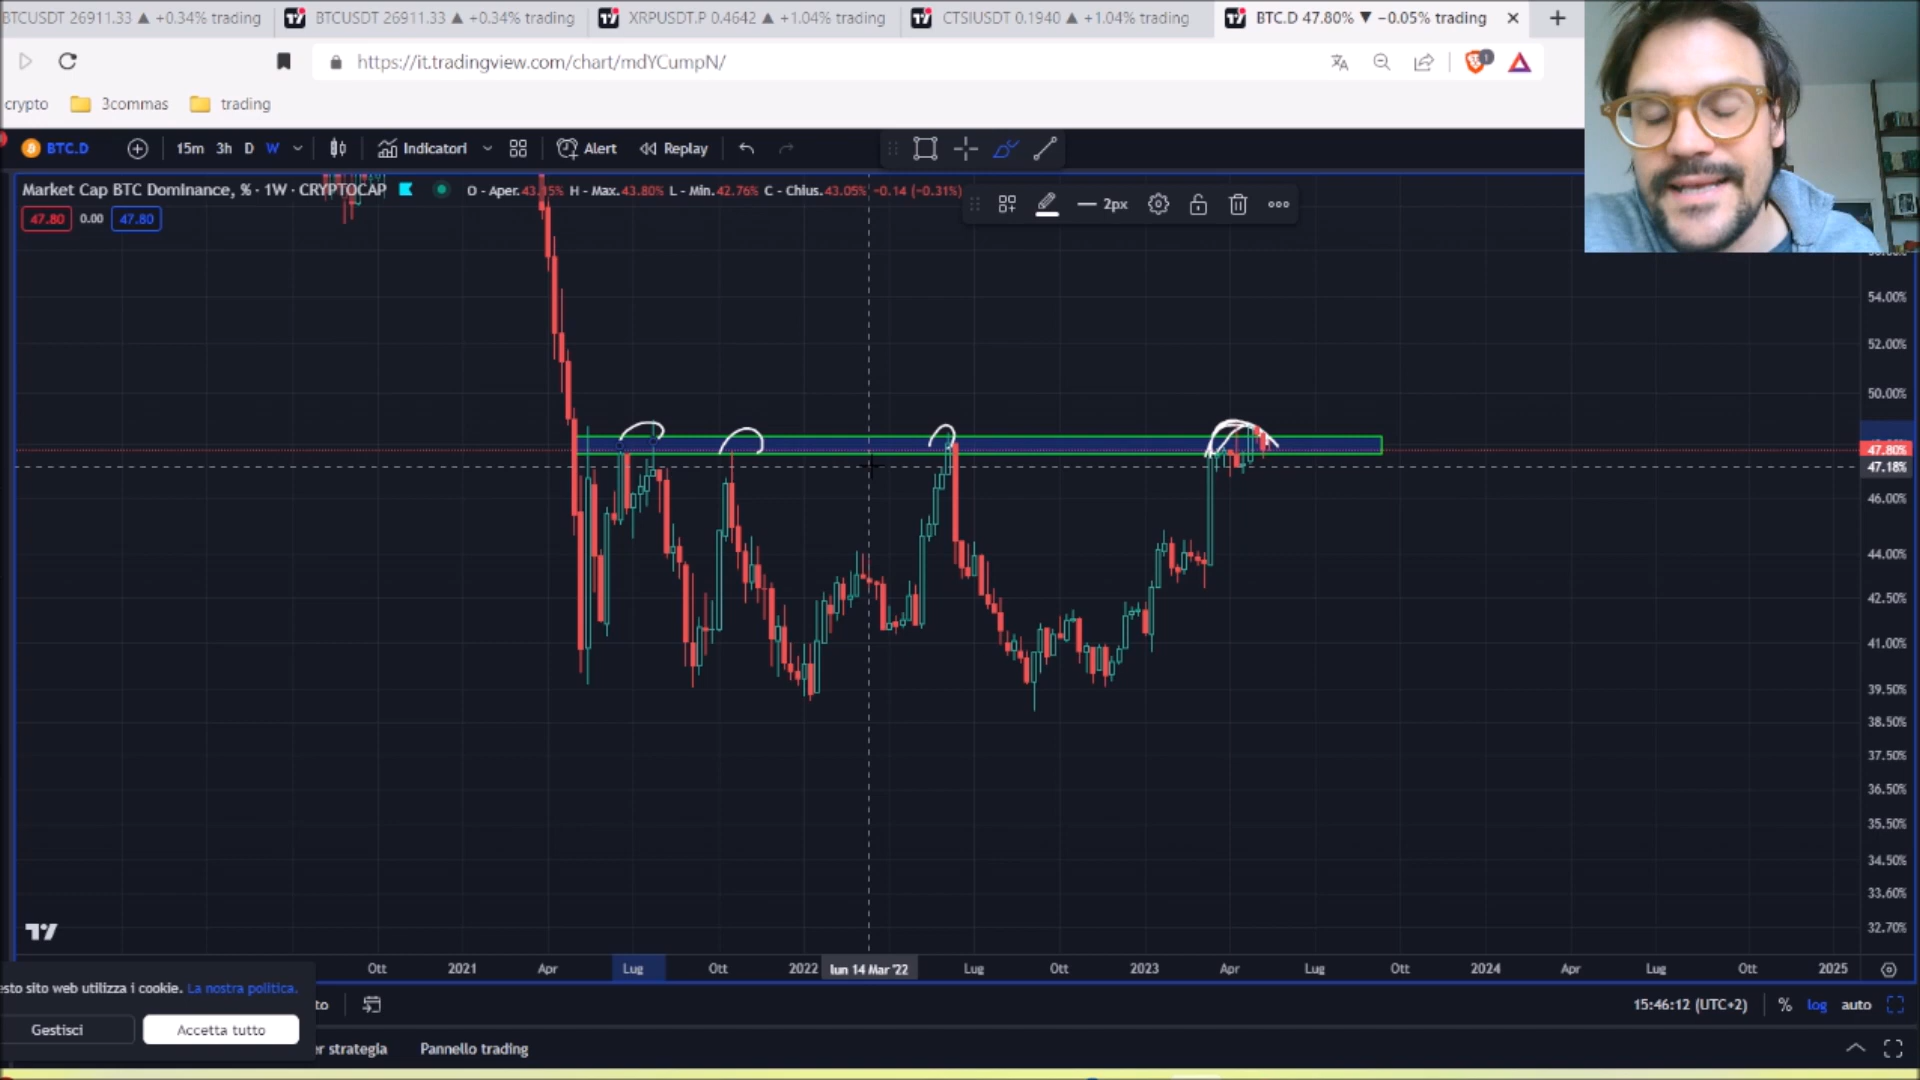 BTCUSDT 26911.33 ▲ +0.34% trading
BTCUSDT 26911.33 ▲ +0.34% trading
XRPUSDT.P 0.4642 ▲ +1.04% trading
CTSIUSDT 0.1940 ▲ +1.04% trading
BTC.D 47.80% ▼ −0.05% trading
https://it.tradingview.com/chart/mdYCumpN/
1
crypto 3commas trading
BTC.D 15m 3h D W Indicatori Alert Replay
Market Cap BTC Dominance, % · 1W · CRYPTOCAP O - Aper.43.15% H - Max.43.80% L - Min.42.76% C - Chius.43.05% −0.14 (−0.31%)
2px
47.80 0.00 47.80
54.00%
52.00%
50.00%
47.80%
47.18%
46.00%
44.00%
42.50%
41.00%
39.50%
38.50%
37.50%
36.50%
35.50%
34.50%
33.60%
32.70%
Ott 2021 Apr Lug Ott 2022 lun 14 Mar '22 Lug Ott 2023 Apr Lug Ott 2024 Apr Lug Ott 2025
esto sito web utilizza i cookie. La nostra politica.
to
15:46:12 (UTC+2) % log auto
Gestisci Accetta tutto
er strategia Pannello trading